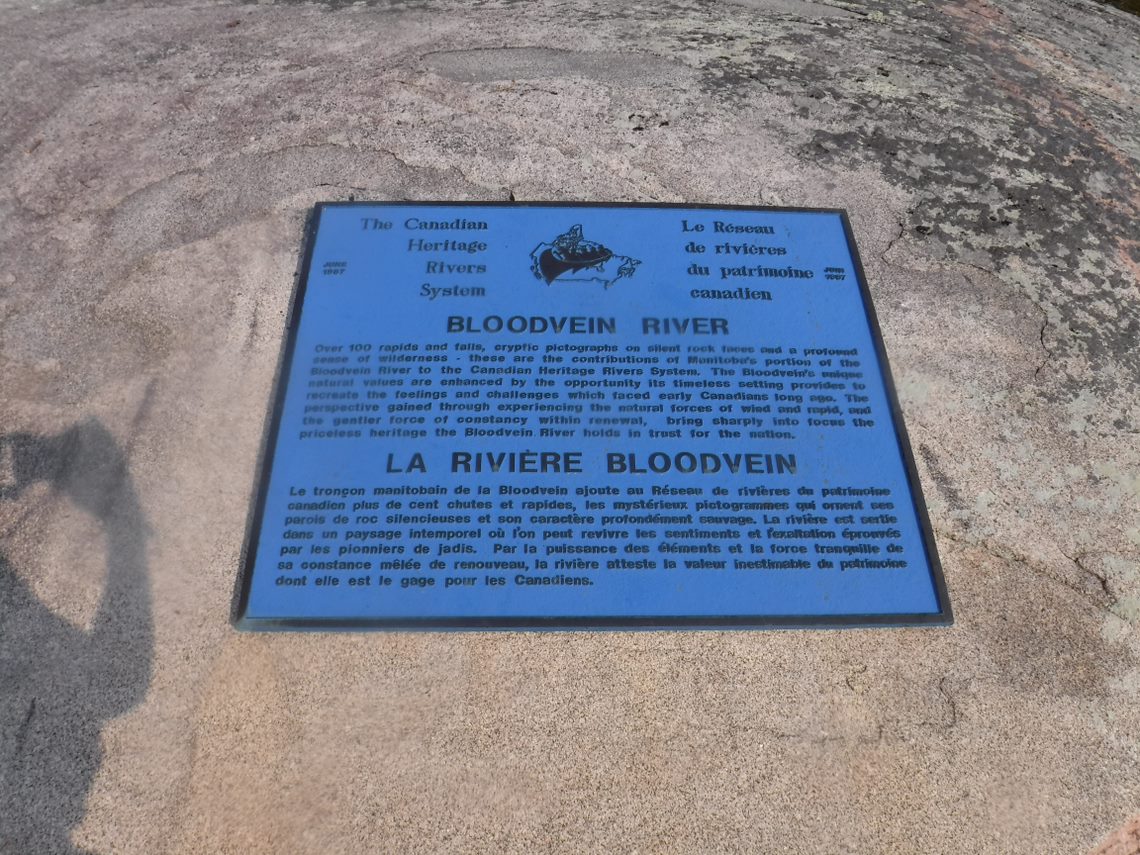 The Canadian
Heritage
Rivers
System
JUNE
1987
Le Réseau
de rivières
du patrimoine
canadien
JUIN
1987
BLOODVEIN RIVER
Over 100 rapids and falls, cryptic pictographs on silent rock faces and a profound
sense of wilderness - these are the contributions of Manitoba's portion of the
Bloodvein River to the Canadian Heritage Rivers System. The Bloodvein's unique
natural values are enhanced by the opportunity its timeless setting provides to
recreate the feelings and challenges which faced early Canadians long ago. The
perspective gained through experiencing the natural forces of wind and rapid, and
the gentler force of constancy within renewal, bring sharply into focus the
priceless heritage the Bloodvein River holds in trust for the nation.
LA RIVIÈRE BLOODVEIN
Le tronçon manitobain de la Bloodvein ajoute au Réseau de rivières du patrimoine
canadien plus de cent chutes et rapides, les mystérieux pictogrammes qui ornent ses
parois de roc silencieuses et son caractère profondément sauvage. La rivière est sertie
dans un paysage intemporel où l'on peut revivre les sentiments et l'exaltation éprouvés
par les pionniers de jadis. Par la puissance des éléments et la force tranquille de
sa constance mêlée de renouveau, la rivière atteste la valeur inestimable du patrimoine
dont elle est le gage pour les Canadiens.